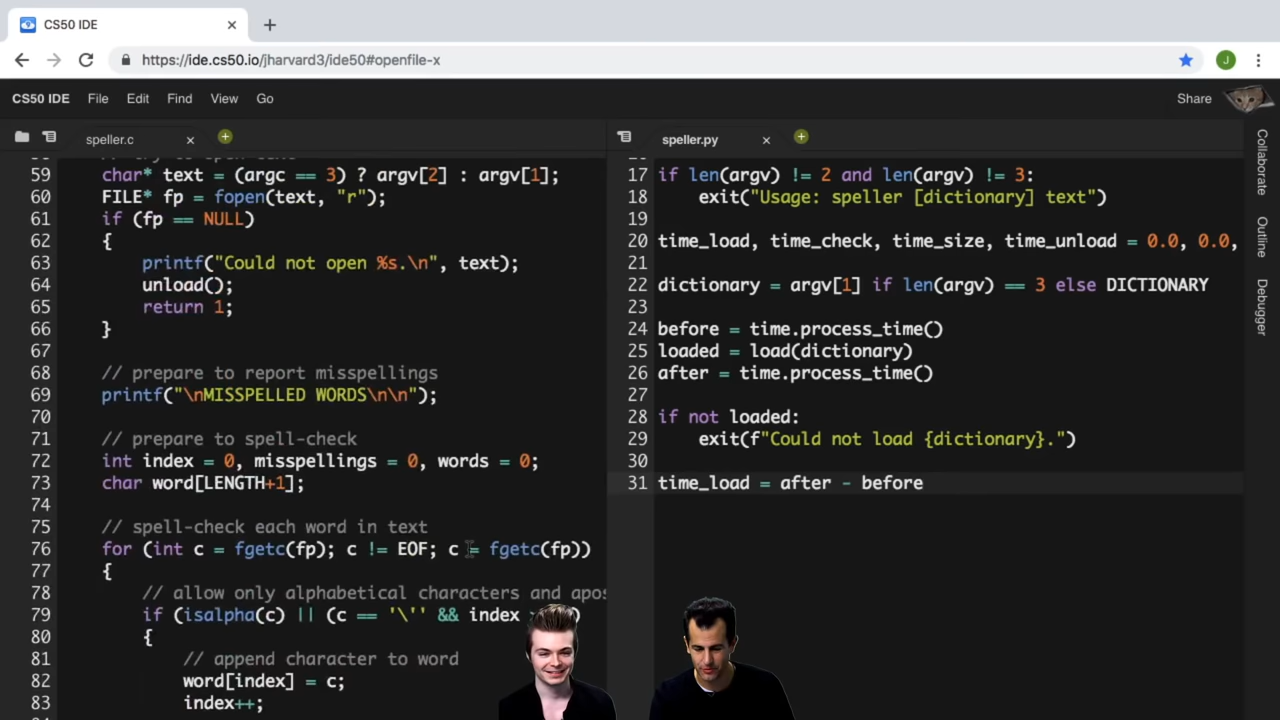 CS50 IDE
https://ide.cs50.io/jharvard3/ide50#openfile-x
J
CS50 IDE File Edit Find View Go Share
speller.c
59 char* text = (argc == 3) ? argv[2] : argv[1];
60 FILE* fp = fopen(text, "r");
61 if (fp == NULL)
62 {
63 printf("Could not open %s.\n", text);
64 unload();
65 return 1;
66 }
67
68 // prepare to report misspellings
69 printf("\nMISSPELLED WORDS\n\n");
70
71 // prepare to spell-check
72 int index = 0, misspellings = 0, words = 0;
73 char word[LENGTH+1];
74
75 // spell-check each word in text
76 for (int c = fgetc(fp); c != EOF; c = fgetc(fp))
77 {
78 // allow only alphabetical characters and apos
79 if (isalpha(c) || (c == '\'' && index
80 {
81 // append character to word
82 word[index] = c;
83 index++;
speller.py
17 if len(argv) != 2 and len(argv) != 3:
18 exit("Usage: speller [dictionary] text")
19
20 time_load, time_check, time_size, time_unload = 0.0, 0.0,
21
22 dictionary = argv[1] if len(argv) == 3 else DICTIONARY
23
24 before = time.process_time()
25 loaded = load(dictionary)
26 after = time.process_time()
27
28 if not loaded:
29 exit(f"Could not load {dictionary}.")
30
31 time_load = after - before
Collaborate
Outline
Debugger